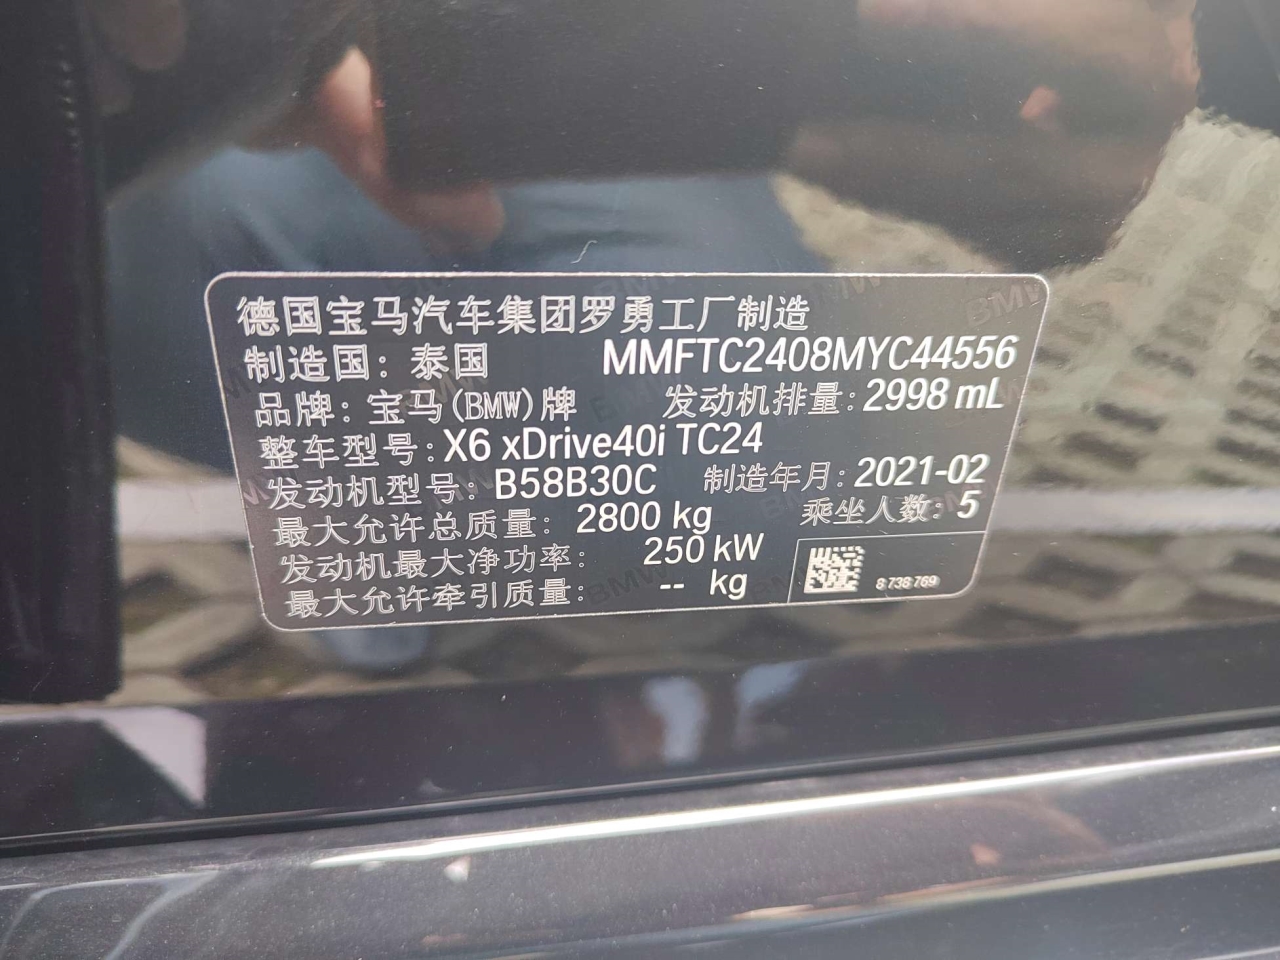 德国宝马汽车集团罗勇工厂制造
制造国：泰国 MMFTC2408MYC44556
品牌：宝马(BMW)牌 发动机排量：2998 mL
整车型号：X6 xDrive40i TC24
发动机型号：B58B30C 制造年月：2021-02
最大允许总质量：2800 kg 乘坐人数：5
发动机最大净功率：250 kW
最大允许牵引质量：-- kg
8 738 769